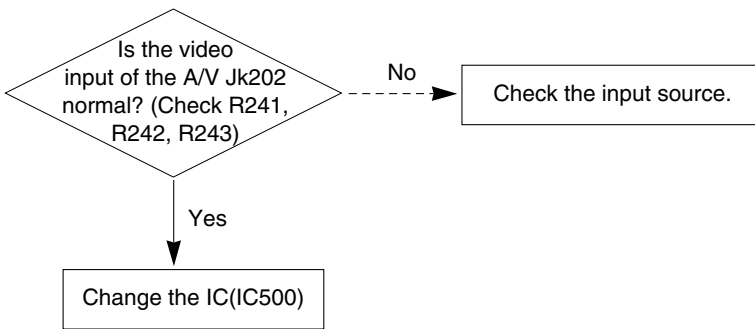 Is the video
input of the A/V Jk202
normal? (Check R241,
R242, R243)
No
Check the input source.
Yes
Change the IC(IC500)